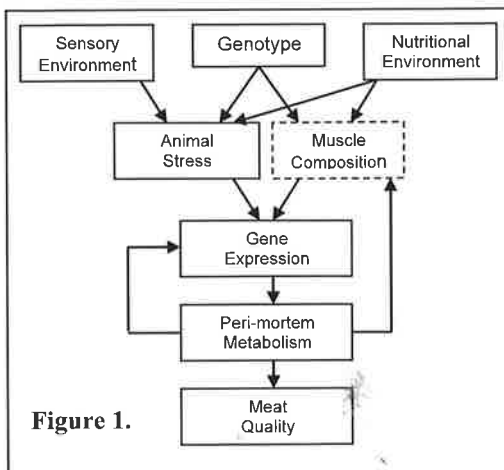 Sensory
Environment
Genotype
Nutritional
Environment
Animal
Stress
Muscle
Composition
Gene
Expression
Peri-mortem
Metabolism
Meat
Quality
Figure 1.